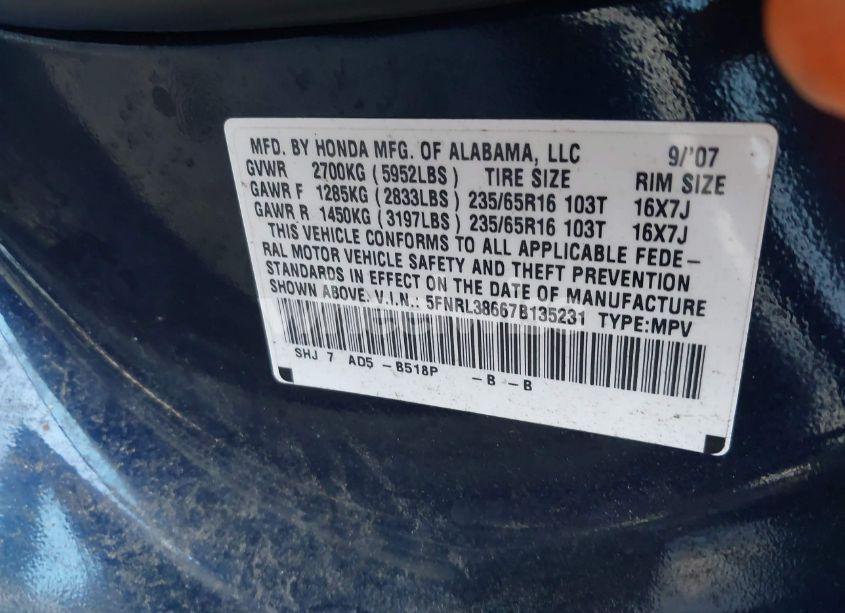 MFD. BY HONDA MFG. OF ALABAMA, LLC 9/'07
GVWR 2700KG (5952LBS) TIRE SIZE RIM SIZE
GAWR F 1285KG (2833LBS) 235/65R16 103T 16X7J
GAWR R 1450KG (3197LBS) 235/65R16 103T 16X7J
THIS VEHICLE CONFORMS TO ALL APPLICABLE FEDE-
RAL MOTOR VEHICLE SAFETY AND THEFT PREVENTION
STANDARDS IN EFFECT ON THE DATE OF MANUFACTURE
SHOWN ABOVE. V.I.N.: 5FNRL38667B135231 TYPE:MPV
SHJ 7 AD5 -B518P -B -B